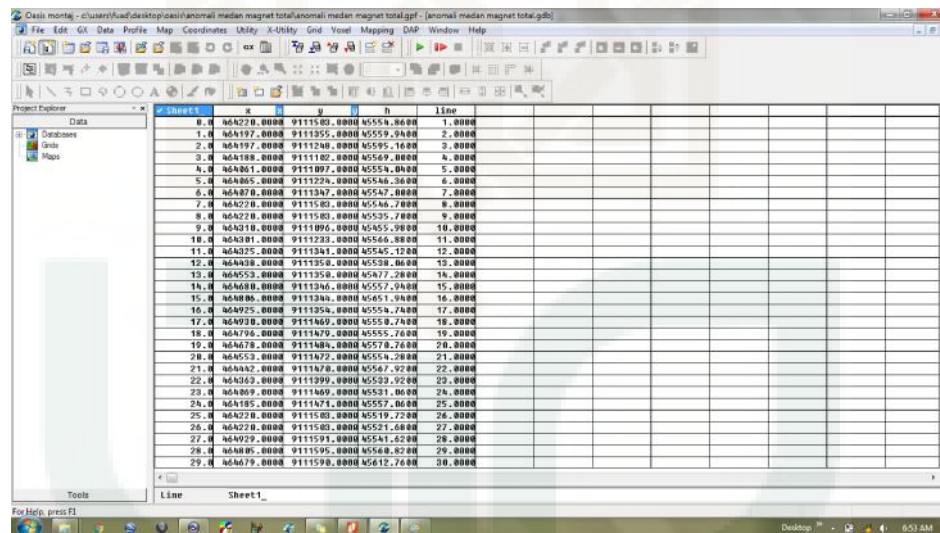 Oasis montaj - c:\users\fuad\desktop\oasis\anomali medan magnet total\anomali medan magnet total.gpf - [anomali medan magnet total.gdb]
File Edit GX Data Profile Map Coordinates Utility X-Utility Grid Voxel Mapping DAP Window Help
Project Explorer
Data
Databases
Grids
Maps
Tools
Sheet1_ x x y y h line
0.0 464220.0000 9111503.0000 45554.8600 1.0000
1.0 464197.0000 9111355.0000 45559.9400 2.0000
2.0 464197.0000 9111248.0000 45595.1600 3.0000
3.0 464188.0000 9111102.0000 45569.0000 4.0000
4.0 464061.0000 9111097.0000 45554.0400 5.0000
5.0 464065.0000 9111224.0000 45546.3600 6.0000
6.0 464070.0000 9111347.0000 45547.0000 7.0000
7.0 464220.0000 9111503.0000 45546.7000 8.0000
8.0 464220.0000 9111503.0000 45535.7000 9.0000
9.0 464310.0000 9111096.0000 45455.9800 10.0000
10.0 464301.0000 9111233.0000 45566.8800 11.0000
11.0 464325.0000 9111341.0000 45545.1200 12.0000
12.0 464438.0000 9111350.0000 45538.0600 13.0000
13.0 464553.0000 9111350.0000 45477.2800 14.0000
14.0 464680.0000 9111346.0000 45557.9400 15.0000
15.0 464806.0000 9111344.0000 45651.9400 16.0000
16.0 464925.0000 9111354.0000 45554.7400 17.0000
17.0 464930.0000 9111469.0000 45550.7400 18.0000
18.0 464796.0000 9111479.0000 45555.7600 19.0000
19.0 464678.0000 9111484.0000 45570.7600 20.0000
20.0 464553.0000 9111472.0000 45554.2800 21.0000
21.0 464442.0000 9111470.0000 45567.9200 22.0000
22.0 464363.0000 9111399.0000 45533.9200 23.0000
23.0 464069.0000 9111469.0000 45531.0600 24.0000
24.0 464185.0000 9111471.0000 45557.0600 25.0000
25.0 464220.0000 9111503.0000 45519.7200 26.0000
26.0 464220.0000 9111503.0000 45521.6800 27.0000
27.0 464929.0000 9111591.0000 45541.6200 28.0000
28.0 464805.0000 9111595.0000 45560.8200 29.0000
29.0 464679.0000 9111590.0000 45612.7600 30.0000
Line Sheet1_
For Help, press F1
Desktop 6:53 AM